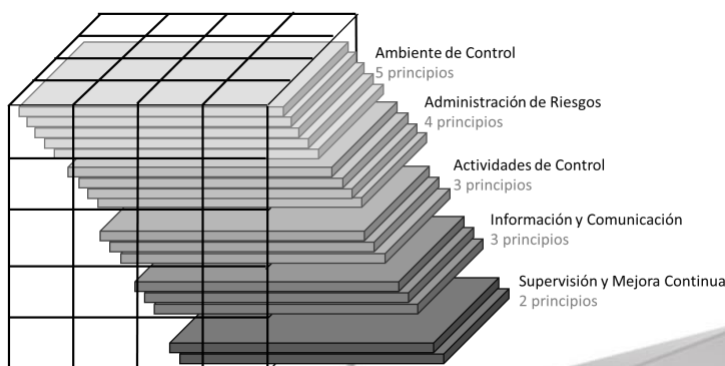 Ambiente de Control
5 principios
Administración de Riesgos
4 principios
Actividades de Control
3 principios
Información y Comunicación
3 principios
Supervisión y Mejora Continua
2 principios